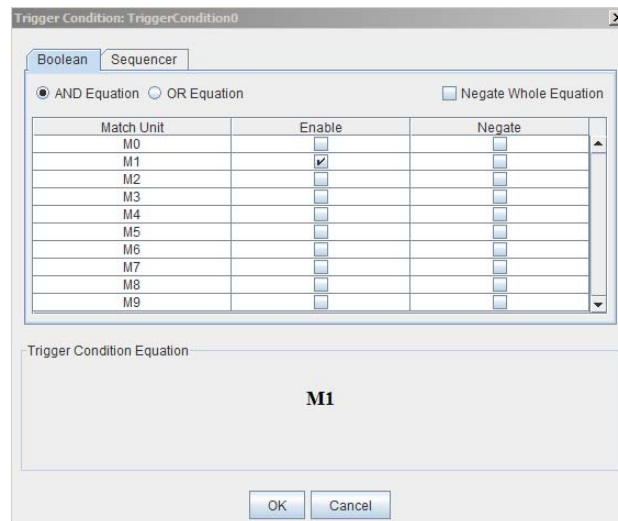 Trigger Condition: TriggerCondition0
Boolean Sequencer
AND Equation OR Equation Negate Whole Equation
Match Unit Enable Negate
M0
M1
M2
M3
M4
M5
M6
M7
M8
M9
Trigger Condition Equation
M1
OK Cancel